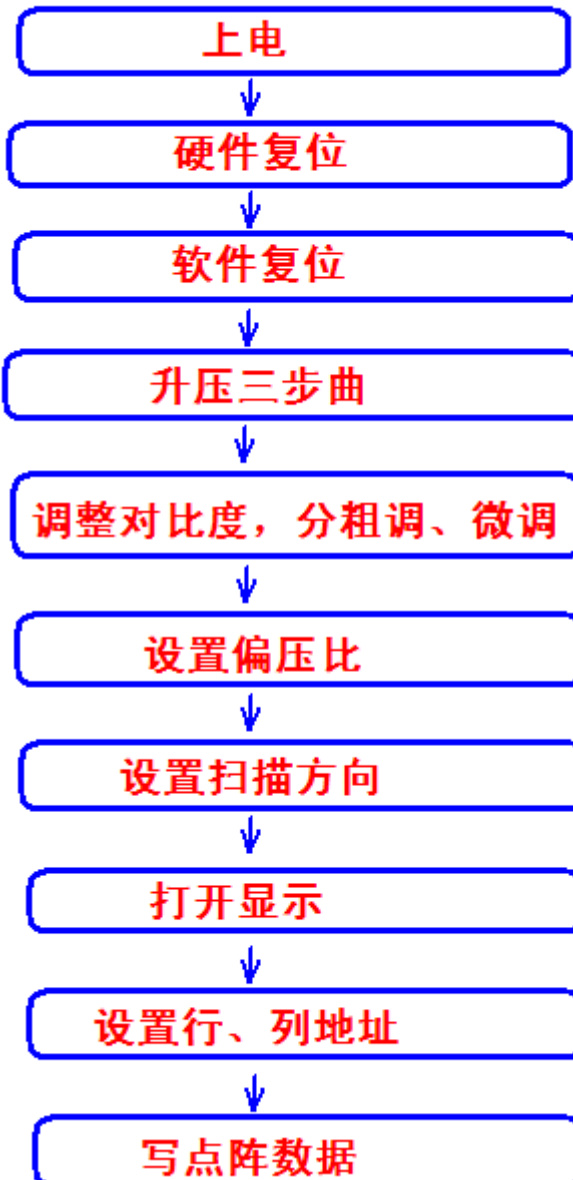 上电
硬件复位
软件复位
升压三步曲
调整对比度，分粗调、微调
设置偏压比
设置扫描方向
打开显示
设置行、列地址
写点阵数据